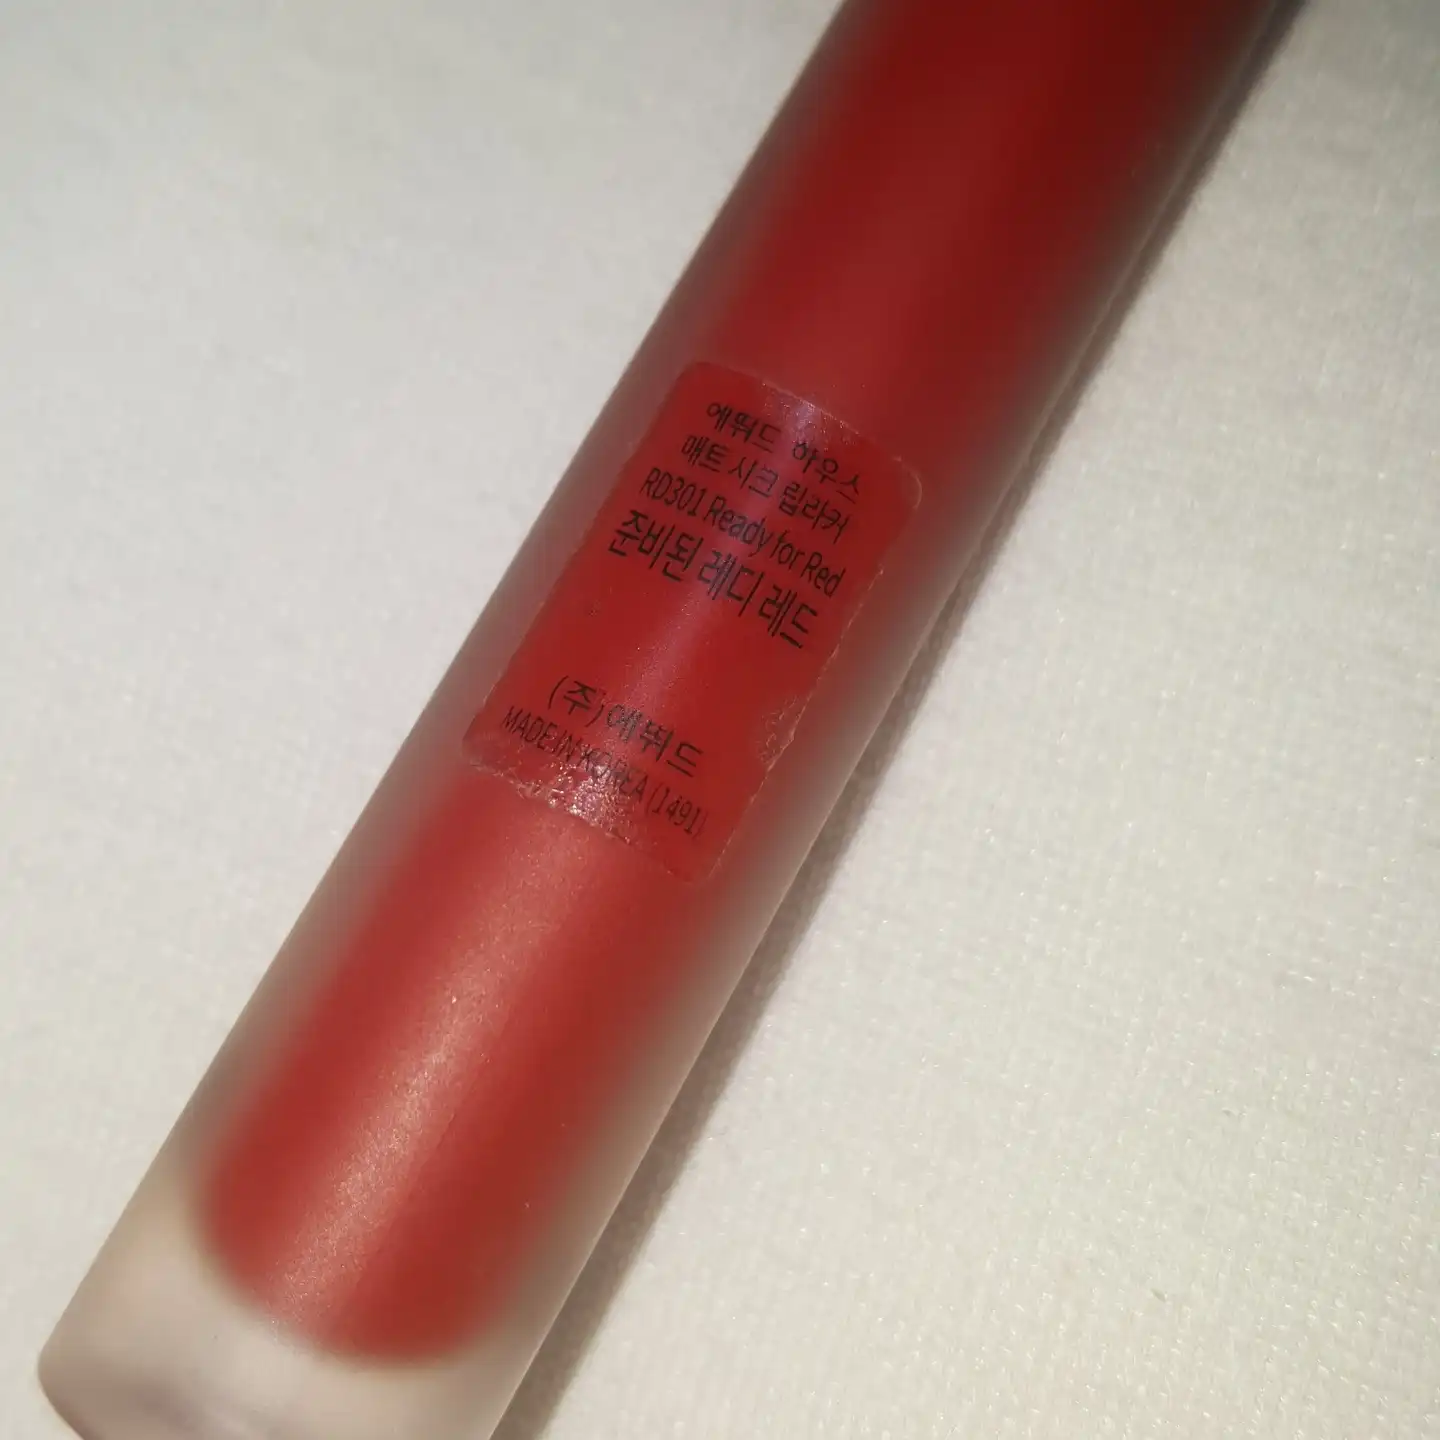 에뛰드 하우스
매트 시크 립라커
RD301 Ready for Red
준비된 레디 레드
(주)에뛰드
MADE IN KOREA (1491)